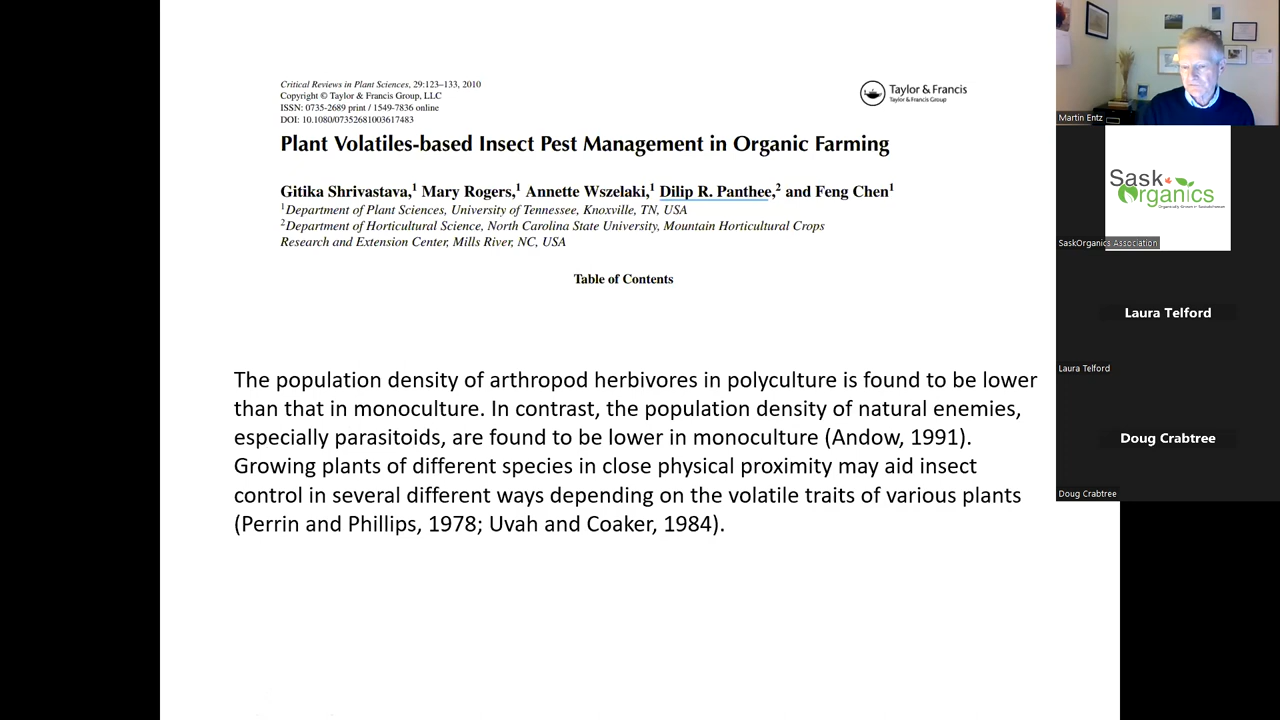 Critical Reviews in Plant Sciences, 29:123–133, 2010
Copyright © Taylor & Francis Group, LLC
ISSN: 0735-2689 print / 1549-7836 online
DOI: 10.1080/07352681003617483
Taylor & Francis
Taylor & Francis Group
Plant Volatiles-based Insect Pest Management in Organic Farming
Gitika Shrivastava,¹ Mary Rogers,¹ Annette Wszelaki,¹ Dilip R. Panthee,² and Feng Chen¹
¹Department of Plant Sciences, University of Tennessee, Knoxville, TN, USA
²Department of Horticultural Science, North Carolina State University, Mountain Horticultural Crops
Research and Extension Center, Mills River, NC, USA
Table of Contents
The population density of arthropod herbivores in polyculture is found to be lower
than that in monoculture. In contrast, the population density of natural enemies,
especially parasitoids, are found to be lower in monoculture (Andow, 1991).
Growing plants of different species in close physical proximity may aid insect
control in several different ways depending on the volatile traits of various plants
(Perrin and Phillips, 1978; Uvah and Coaker, 1984).
Martin Entz
Sask
Organics
SaskOrganics Association
Laura Telford
Laura Telford
Doug Crabtree
Doug Crabtree